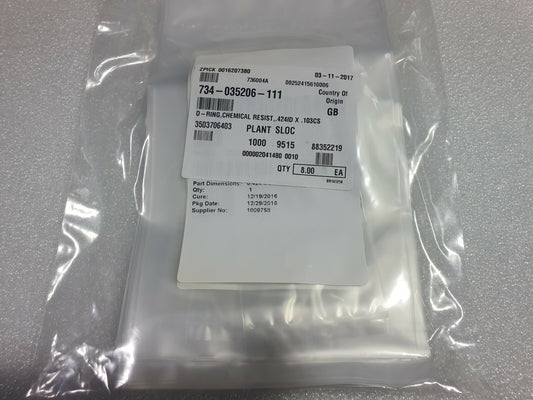 ZPICK 0016207380
03-11-2017
736004A
00252415610006
734-035206-111
Country Of
Origin
GB
O-RING,CHEMICAL RESIST,.424ID X .103CS
3503706403
PLANT SLOC
1000 9515
88352219
000002041480 0010
QTY 8.00 EA
Part Dimensions:
Qty: 1
Cure: 12/19/2016
Pkg Date: 12/29/2016
Supplier No: 1009758